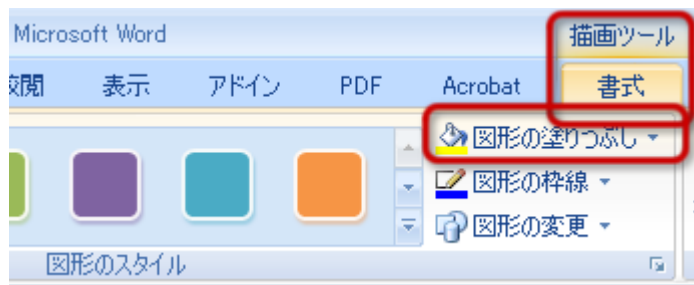 Microsoft Word
描画ツール
校閲 表示 アドイン PDF Acrobat 書式
図形の塗りつぶし
図形の枠線
図形の変更
図形のスタイル